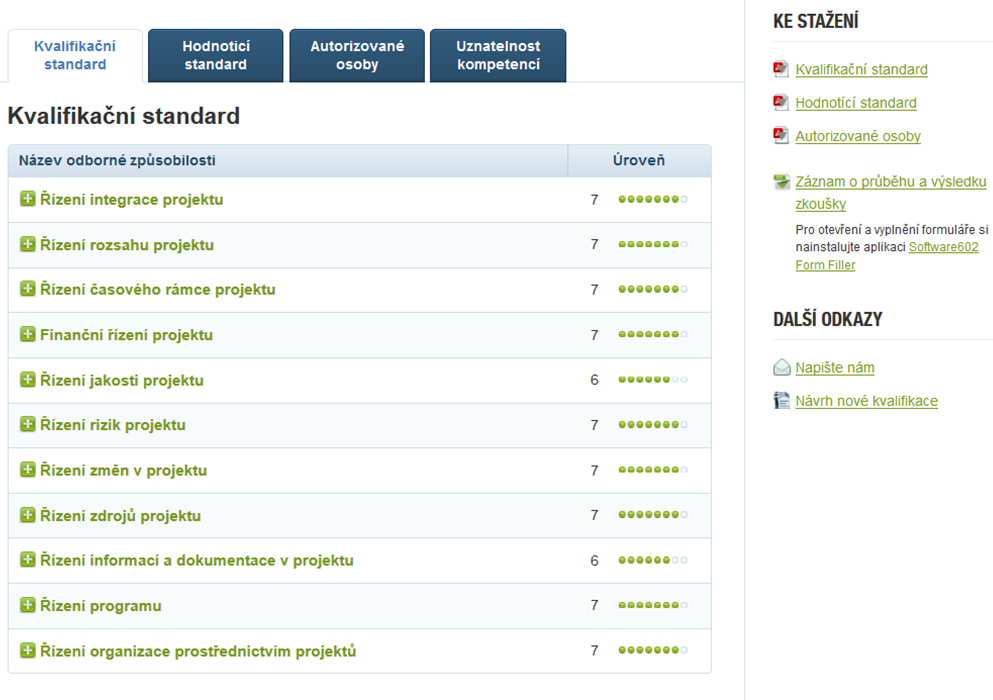 Kvalifikační
standard
Hodnotící
standard
Autorizované
osoby
Uznatelnost
kompetencí
Kvalifikační standard
Název odborné způsobilosti Úroveň
Řízení integrace projektu 7
Řízení rozsahu projektu 7
Řízení časového rámce projektu 7
Finanční řízení projektu 7
Řízení jakosti projektu 6
Řízení rizik projektu 7
Řízení změn v projektu 7
Řízení zdrojů projektu 7
Řízení informací a dokumentace v projektu 6
Řízení programu 7
Řízení organizace prostřednictvím projektů 7
KE STAŽENÍ
Kvalifikační standard
Hodnotící standard
Autorizované osoby
Záznam o průběhu a výsledku
zkoušky
Pro otevření a vyplnění formuláře si
nainstalujte aplikaci Software602
Form Filler
DALŠÍ ODKAZY
Napište nám
Návrh nové kvalifikace